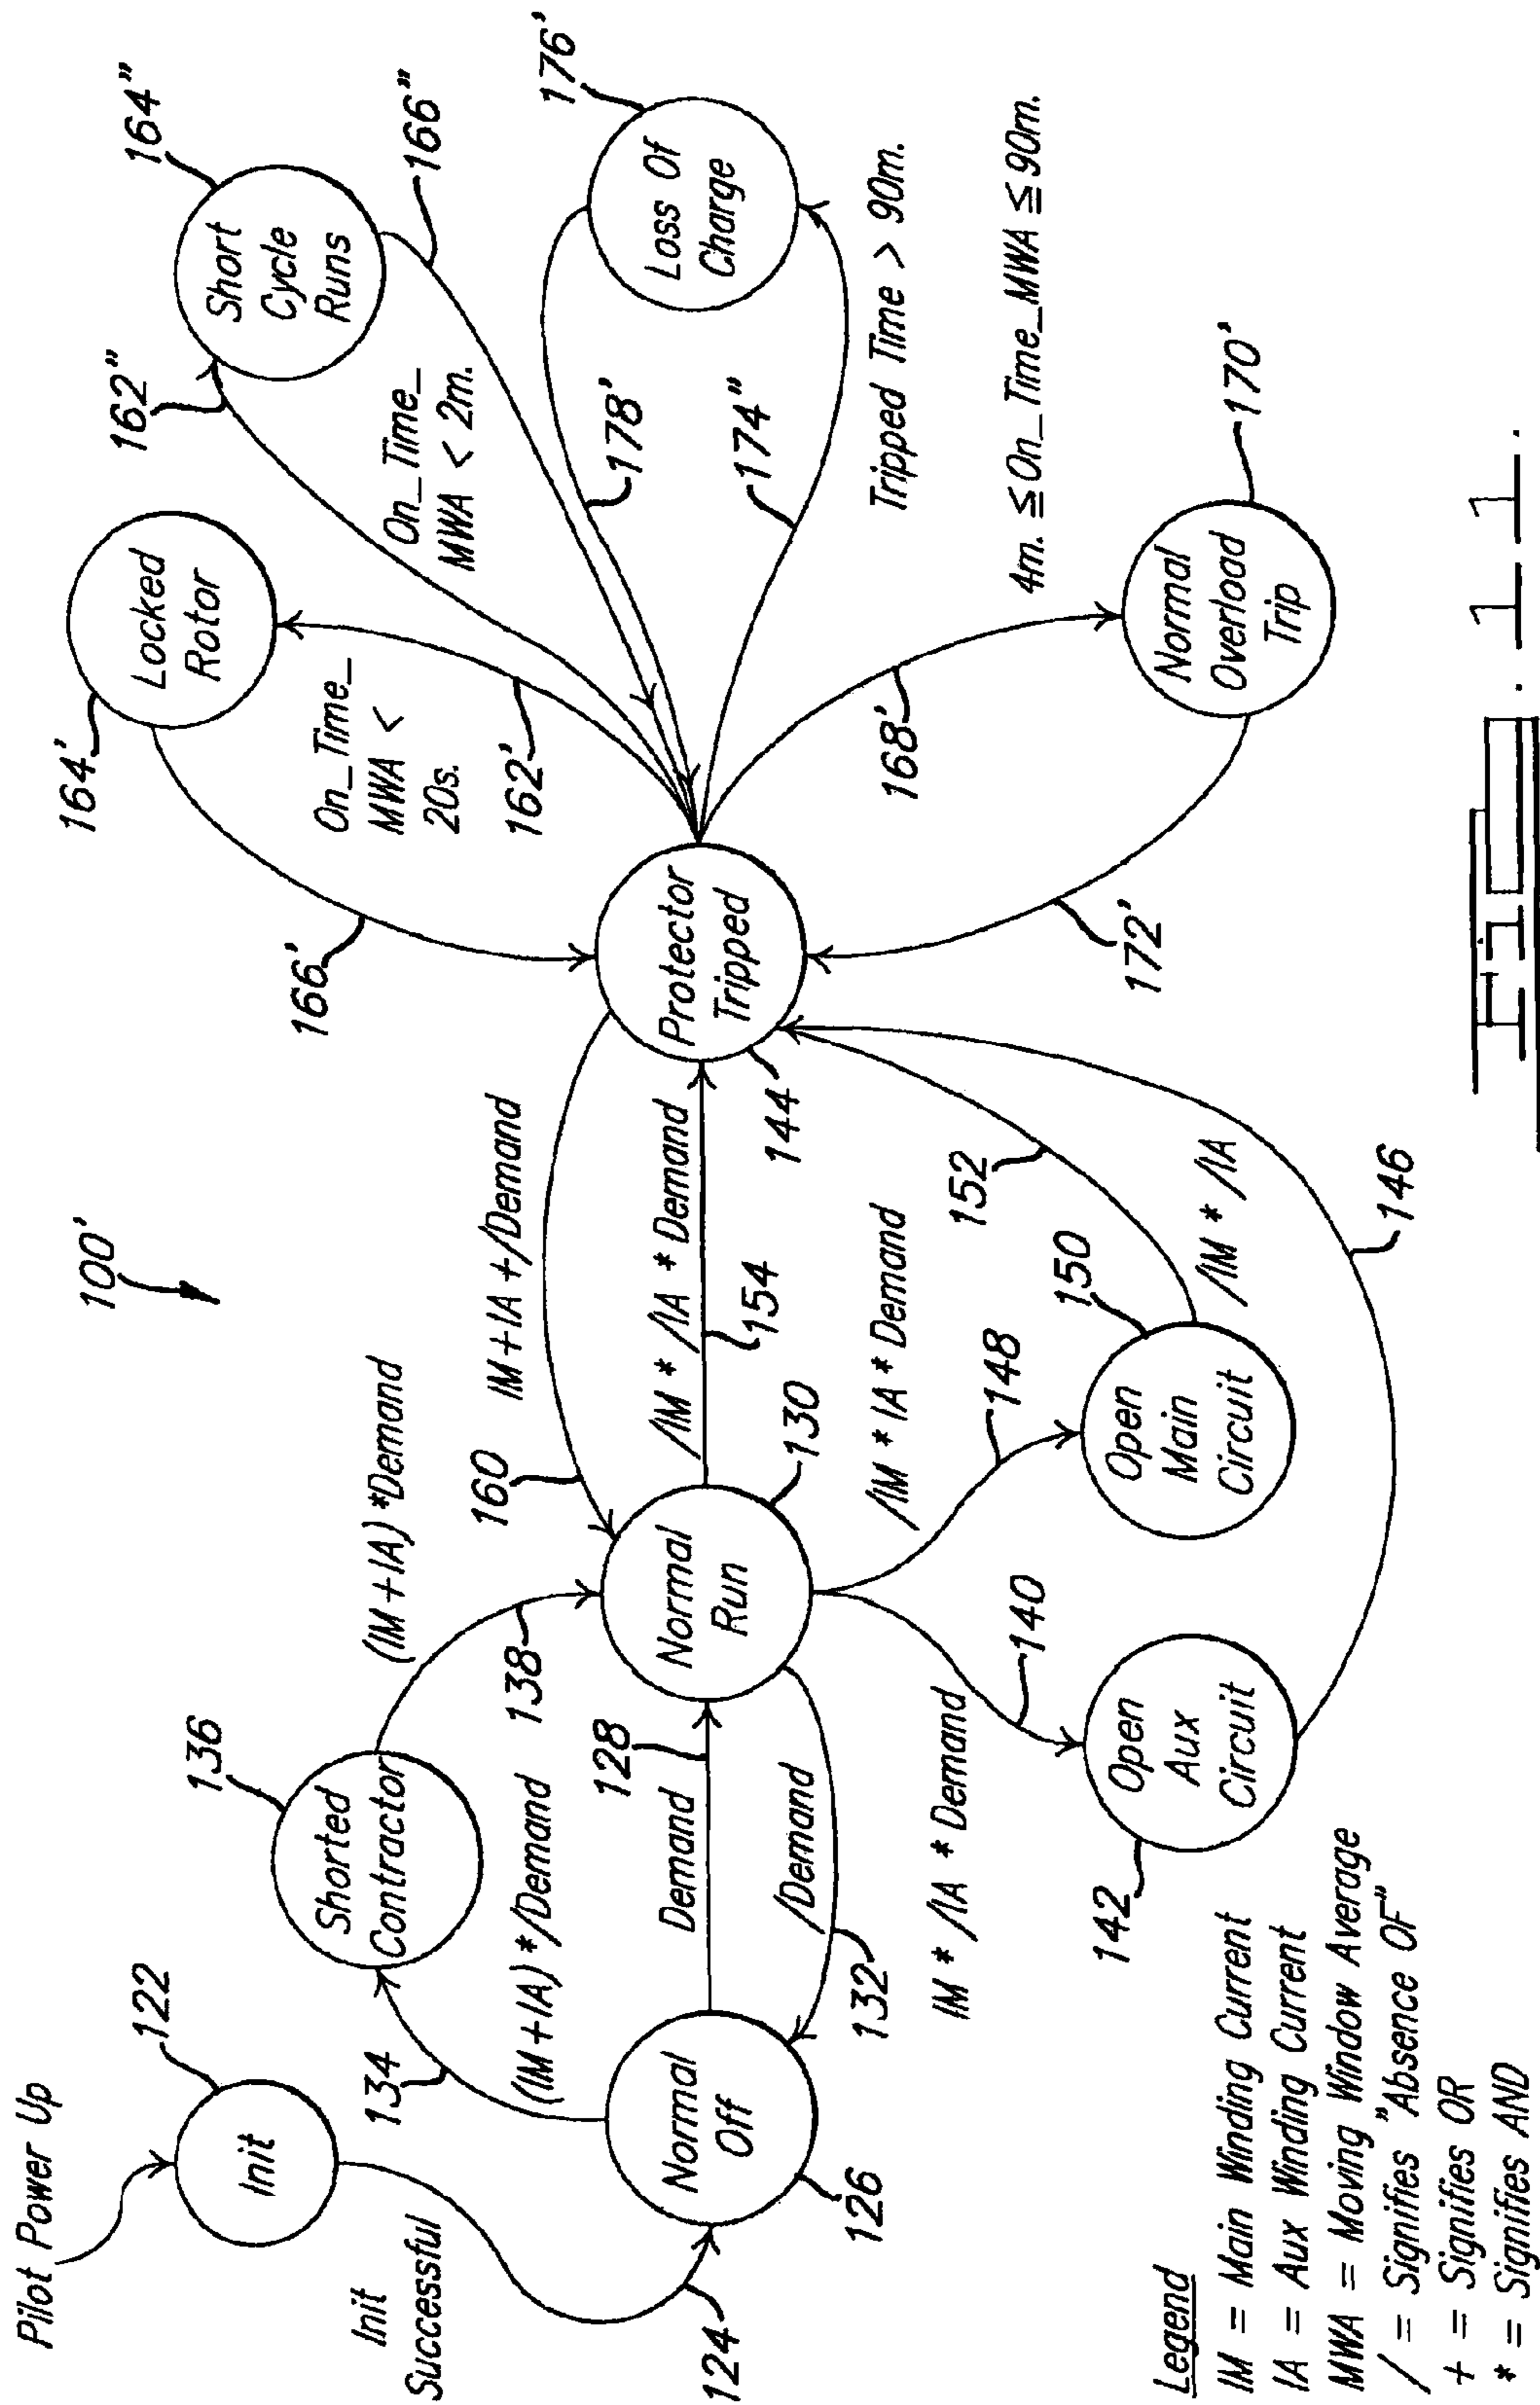 100'
Pilot Power Up
122
Init
Init
Successful
124
136
Shorted
Contractor
134
(IM+IA)*/Demand
(IM+IA)*Demand
138
Normal
Off
126
128
Demand
/Demand
132
Normal
Run
130
160
IM+IA+/Demand
/IM*/IA*Demand
154
/IM*IA*Demand
148
IM*/IA*Demand
140
Open
Aux
Circuit
142
Open
Main
Circuit
150
152
/IM*/IA
146
Protector
Tripped
144
164'
Locked
Rotor
166'
On_Time_
MWA <
20s.
162'
162"
Short
Cycle
Runs
164"
On_Time_
MWA < 2m.
166"
176'
Loss Of
Charge
178'
174"
Tripped Time > 90m.
4m. ≦On_Time_MWA ≦90m.
168'
Normal
Overload
Trip
170'
172'
Legend
IM = Main Winding Current
IA = Aux Winding Current
MWA = Moving Window Average
/ = Signifies "Absence OF"
+ = Signifies OR
* = Signifies AND
FIG. 11.